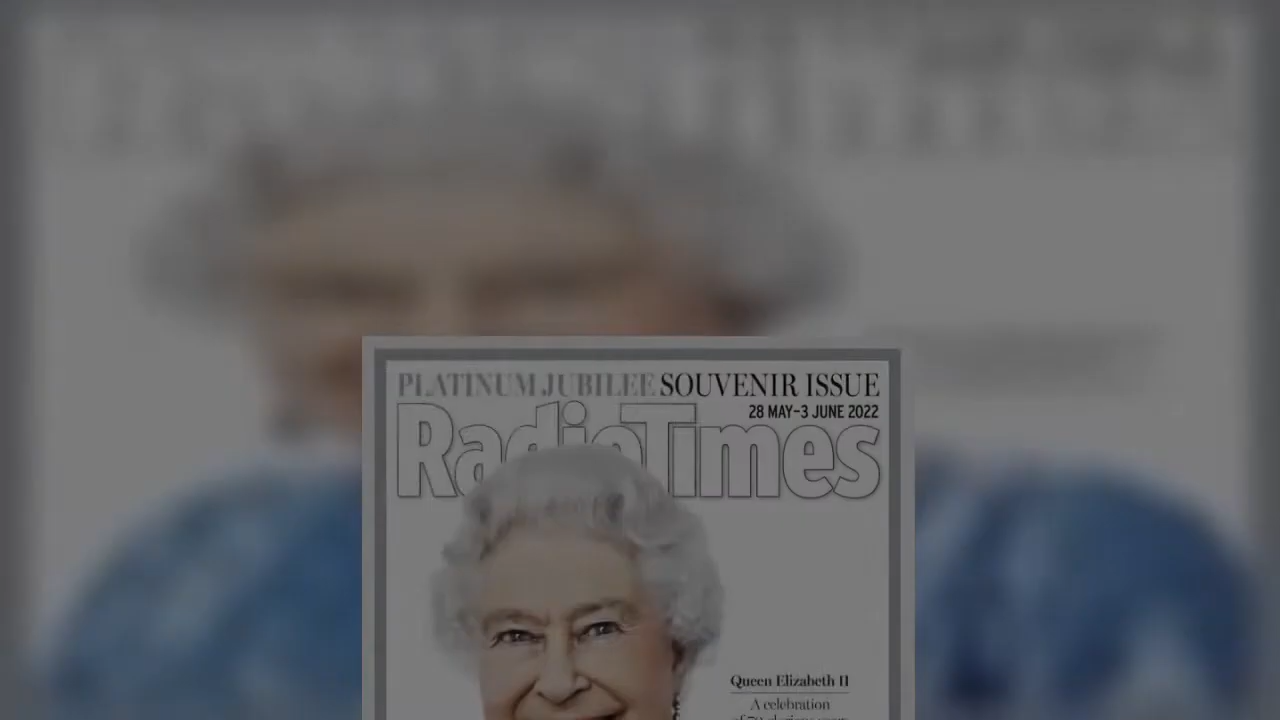 PLATINUM JUBILEE SOUVENIR ISSUE
28 MAY–3 JUNE 2022
RadioTimes
Queen Elizabeth II
A celebration